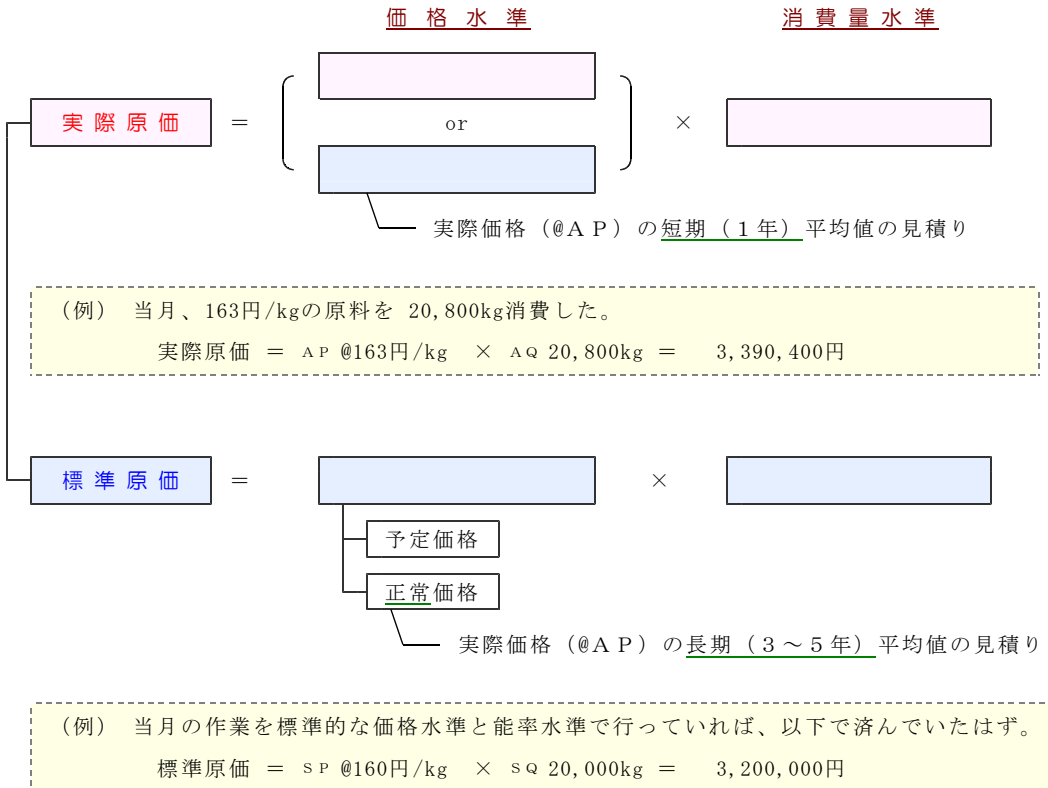 価格水準 消費量水準
実際原価 = or ×
実際価格（@ＡＰ）の短期（１年）平均値の見積り
（例） 当月、163円/kgの原料を 20,800kg消費した。
実際原価 ＝ ＡＰ @163円/kg × ＡＱ 20,800kg ＝ 3,390,400円
標準原価 ＝ ×
予定価格
正常価格
実際価格（@ＡＰ）の長期（３～５年）平均値の見積り
（例） 当月の作業を標準的な価格水準と能率水準で行っていれば、以下で済んでいたはず。
標準原価 ＝ ＳＰ @160円/kg × ＳＱ 20,000kg ＝ 3,200,000円